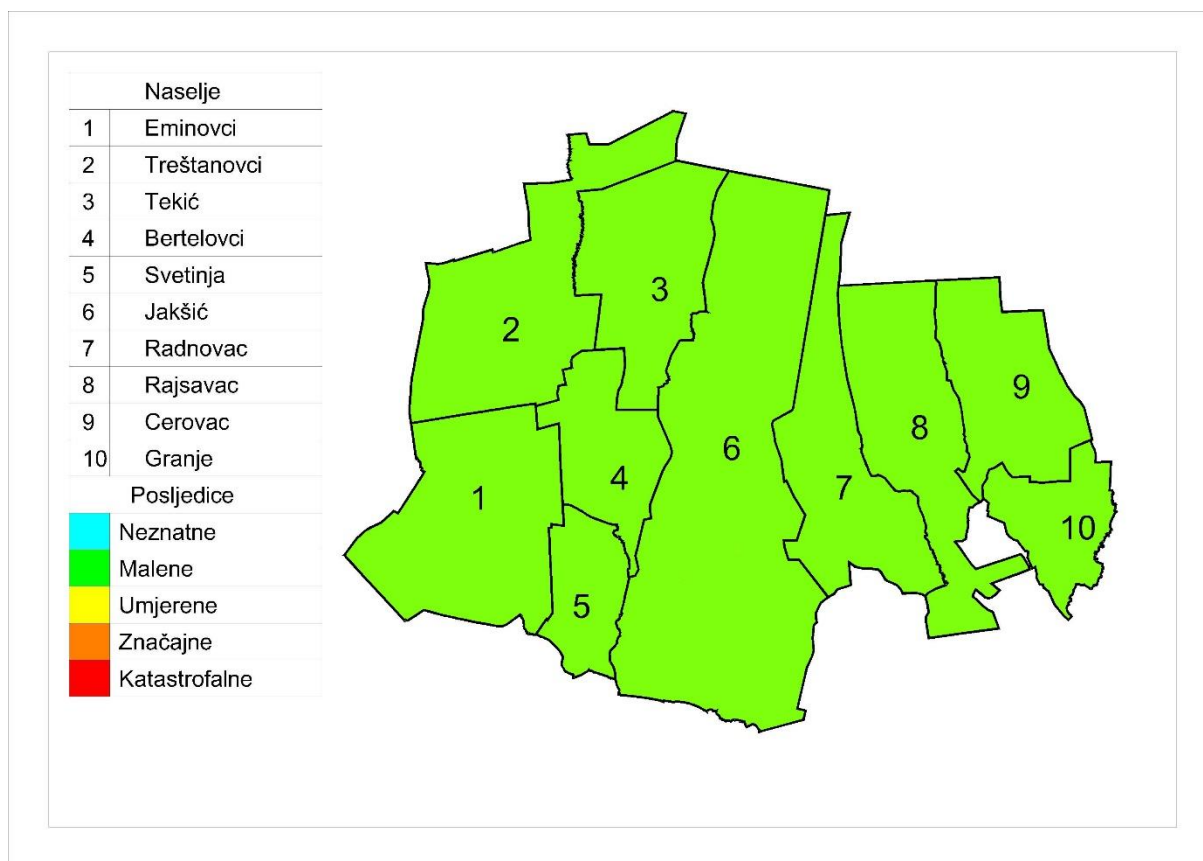 Naselje
1 Eminovci
2 Treštanovci
3 Tekić
4 Bertelovci
5 Svetinja
6 Jakšić
7 Radnovac
8 Rajsavac
9 Cerovac
10 Granje
Posljedice
Neznatne
Malene
Umjerene
Značajne
Katastrofalne
3
2
9
8
6
4
7
1
10
5